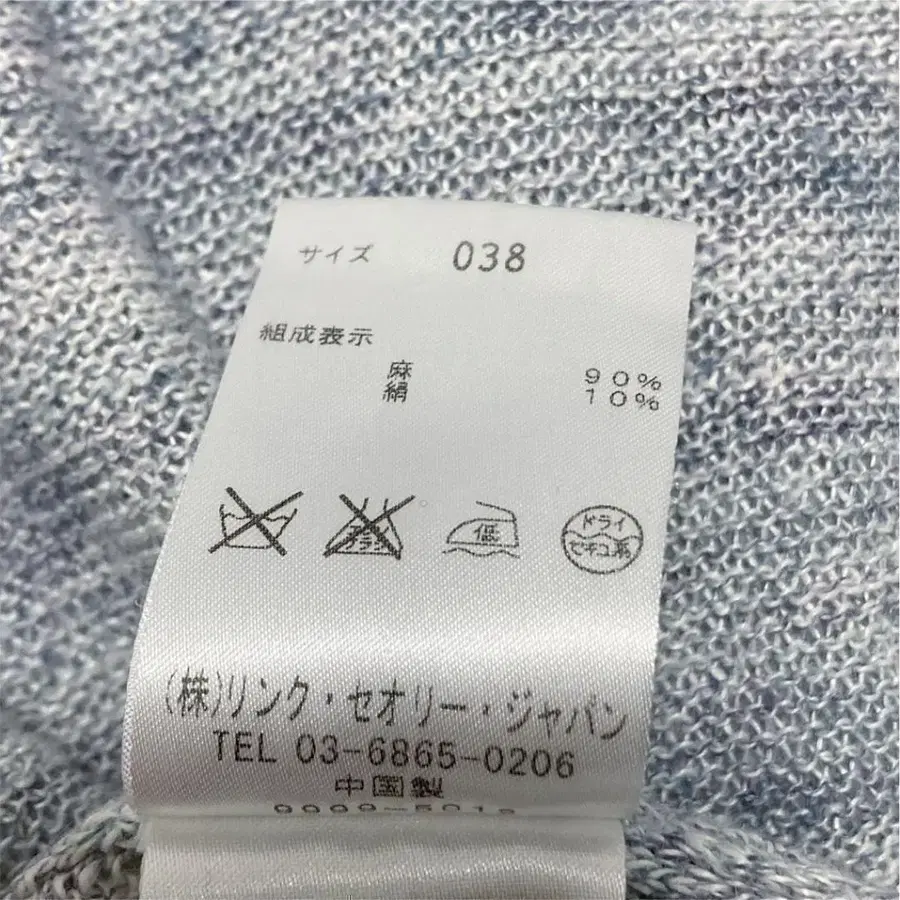 サイズ 038
組成表示
麻 90%
絹 10%
低
ドライ
セキユ系
(株)リンク・セオリー・ジャパン
TEL 03-6865-0206
中国製